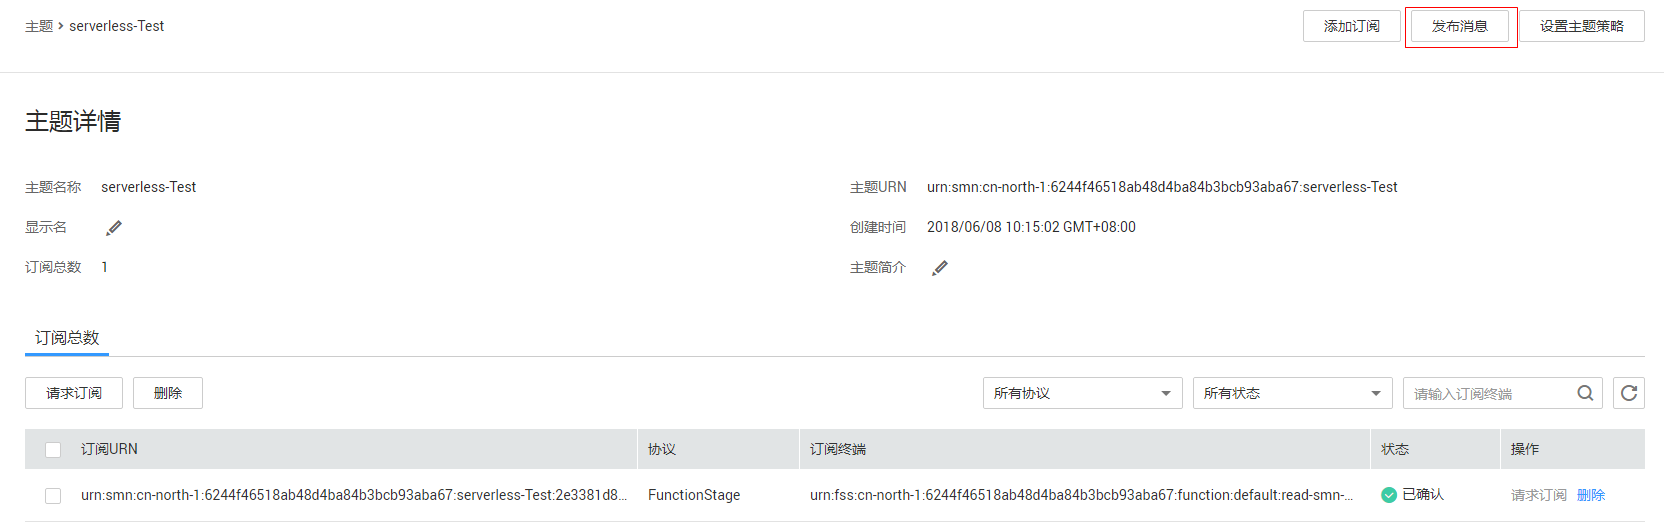 主题 > serverless-Test 添加订阅 发布消息 设置主题策略
主题详情
主题名称 serverless-Test 主题URN urn:smn:cn-north-1:6244f46518ab48d4ba84b3bcb93aba67:serverless-Test
显示名 创建时间 2018/06/08 10:15:02 GMT+08:00
订阅总数 1 主题简介
订阅总数
请求订阅 删除 所有协议 所有状态 请输入订阅终端
订阅URN 协议 订阅终端 状态 操作
urn:smn:cn-north-1:6244f46518ab48d4ba84b3bcb93aba67:serverless-Test:2e3381d8... FunctionStage urn:fss:cn-north-1:6244f46518ab48d4ba84b3bcb93aba67:function:default:read-smn-... 已确认 请求订阅 删除